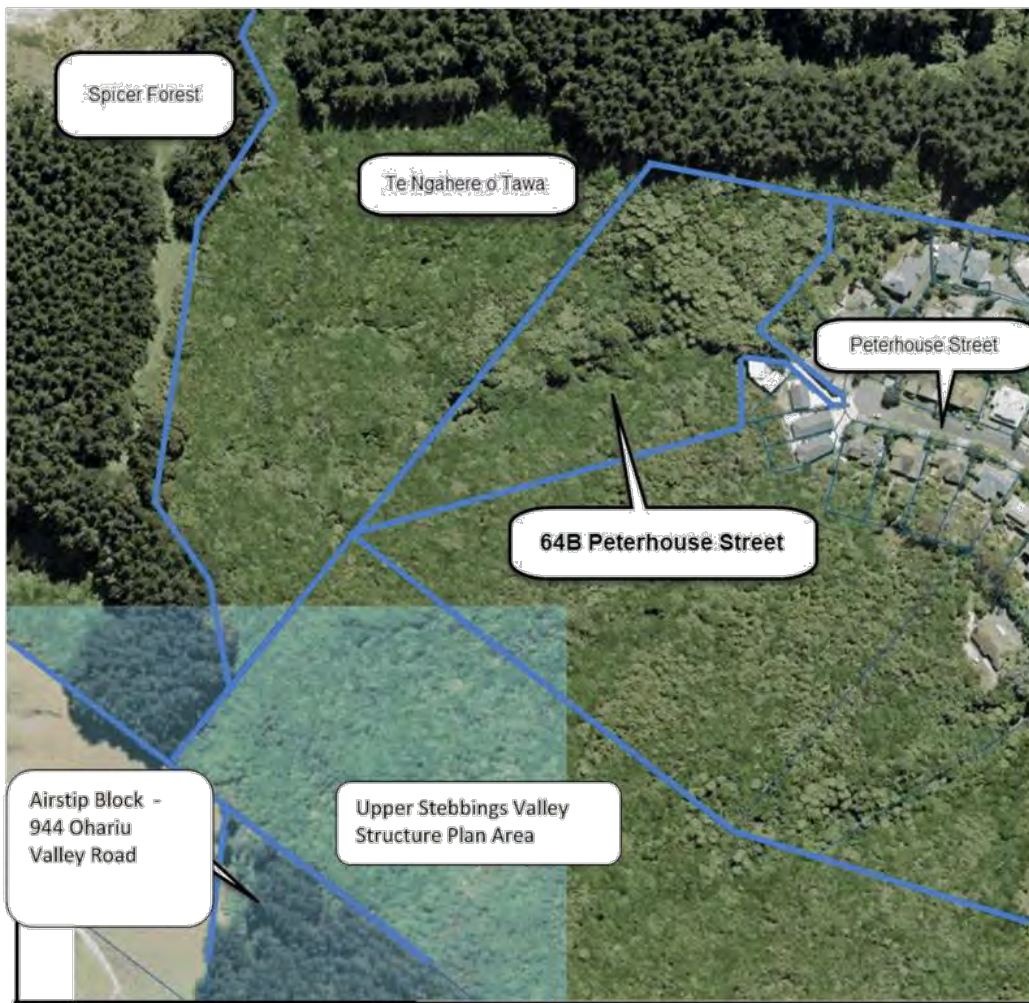 Spicer Forest
Te Ngahere o Tawa
Peterhouse Street
64B Peterhouse Street
Airstip Block -
944 Ohariu
Valley Road
Upper Stebbings Valley
Structure Plan Area